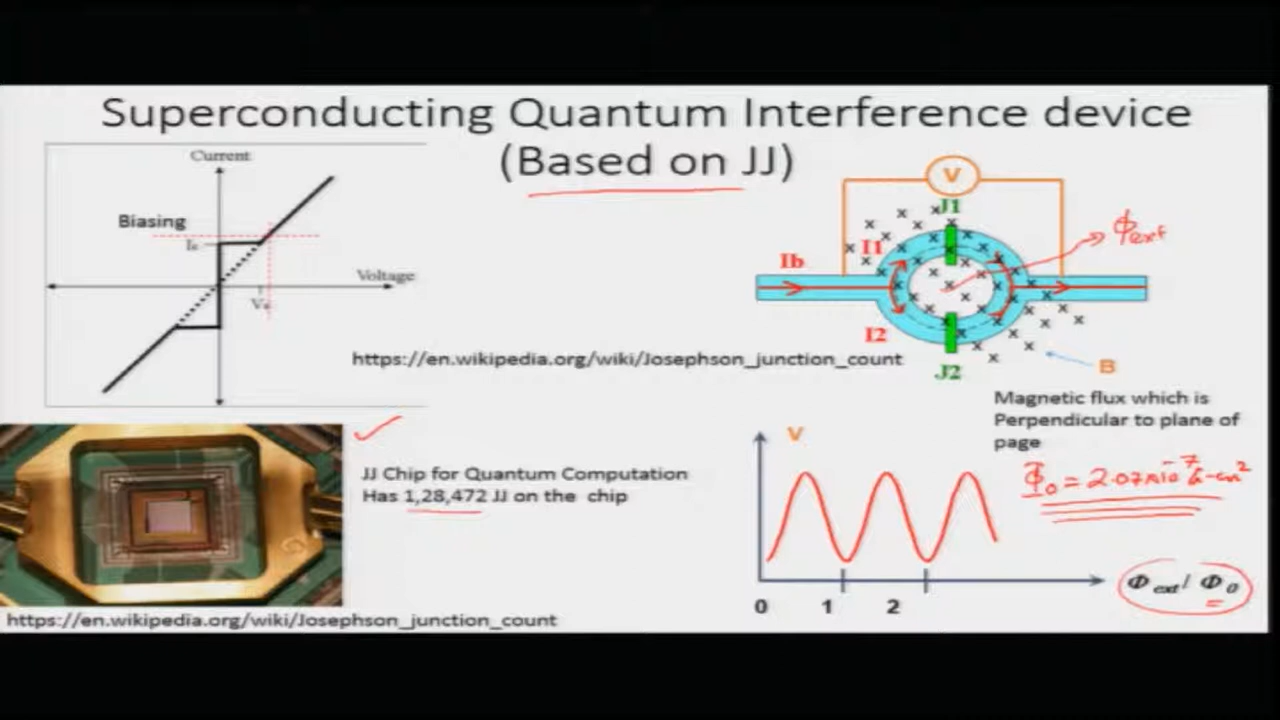 Superconducting Quantum Interference device
(Based on JJ)
Current
Biasing
Voltage
V
J1
I1
Φext
Ib
I2
J2
B
https://en.wikipedia.org/wiki/Josephson_junction_count
Magnetic flux which is
Perpendicular to plane of
page
JJ Chip for Quantum Computation
Has 1,28,472 JJ on the chip
V
Φ0 = 2.07x10-7 G-cm2
0 1 2
Φext / Φ0
https://en.wikipedia.org/wiki/Josephson_junction_count